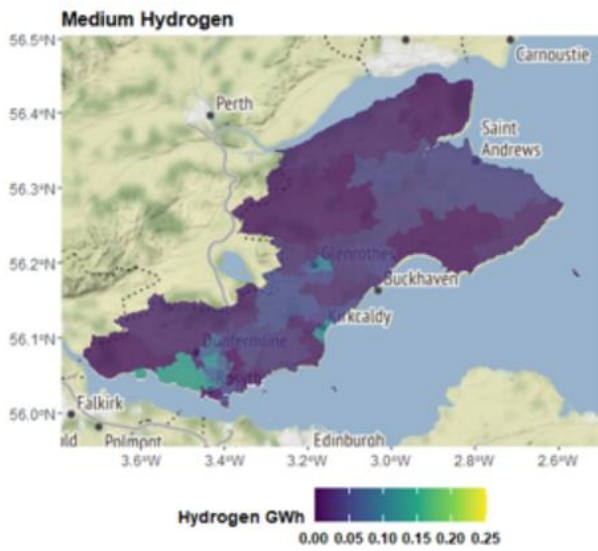 Medium Hydrogen
56.5°N
Carnoustie
56.4°N
Perth
Saint
Andrews
56.3°N
56.2°N
Glenrothes
Buckhaven
Kirkcaldy
56.1°N
Dunfermline
Rosyth
56.0°N
Falkirk
ld
Polmont
Edinburgh
3.6°W 3.4°W 3.2°W 3.0°W 2.8°W 2.6°W
Hydrogen GWh
0.00 0.05 0.10 0.15 0.20 0.25